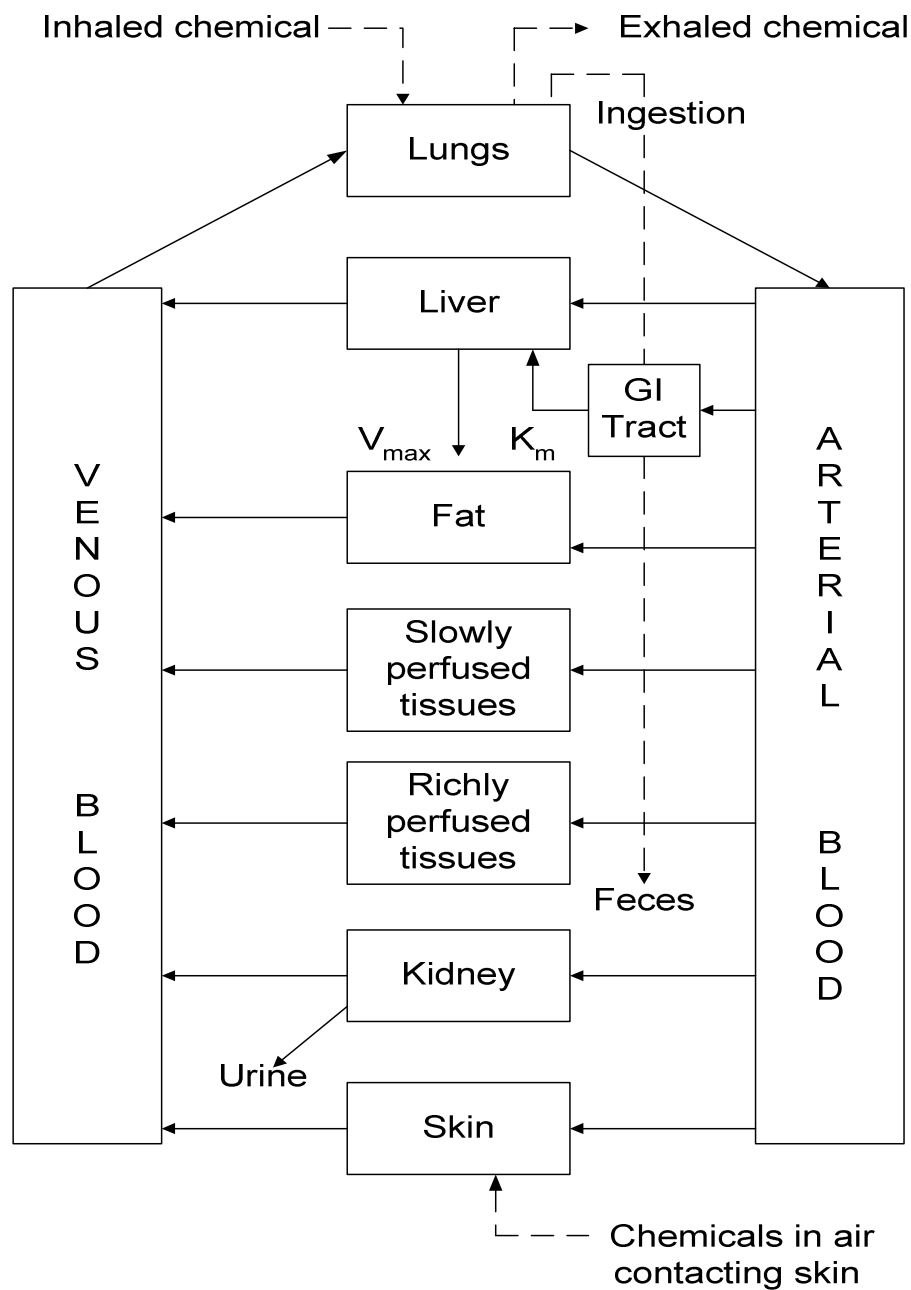 Inhaled chemical
Exhaled chemical
Ingestion
Lungs
Liver
GI
Tract
Vmax
Km
Fat
VENOUS
BLOOD
ARTERIAL
BLOOD
Slowly
perfused
tissues
Richly
perfused
tissues
Feces
Kidney
Urine
Skin
Chemicals in air
contacting skin